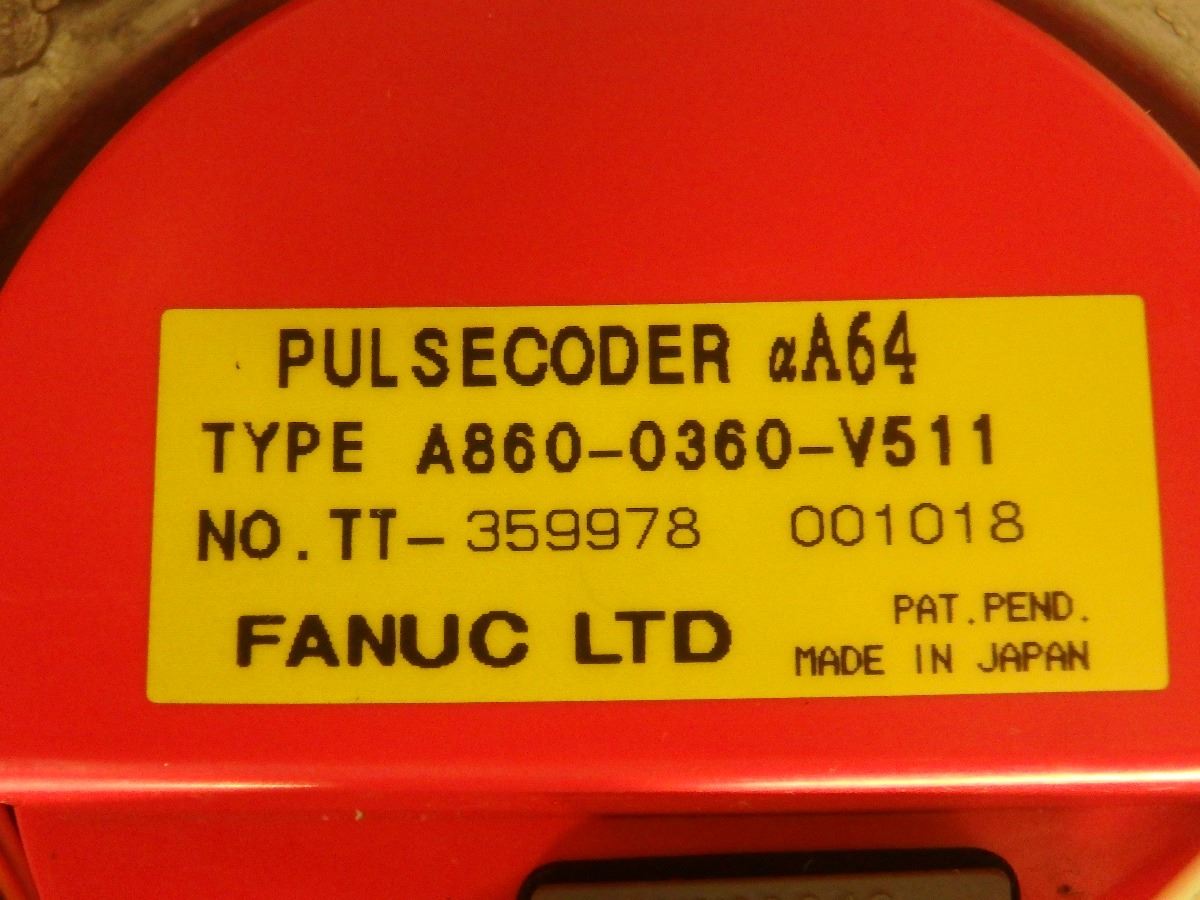 PULSECODER αA64
TYPE A860-0360-V511
NO.TT-359978 001018
FANUC LTD
PAT.PEND.
MADE IN JAPAN